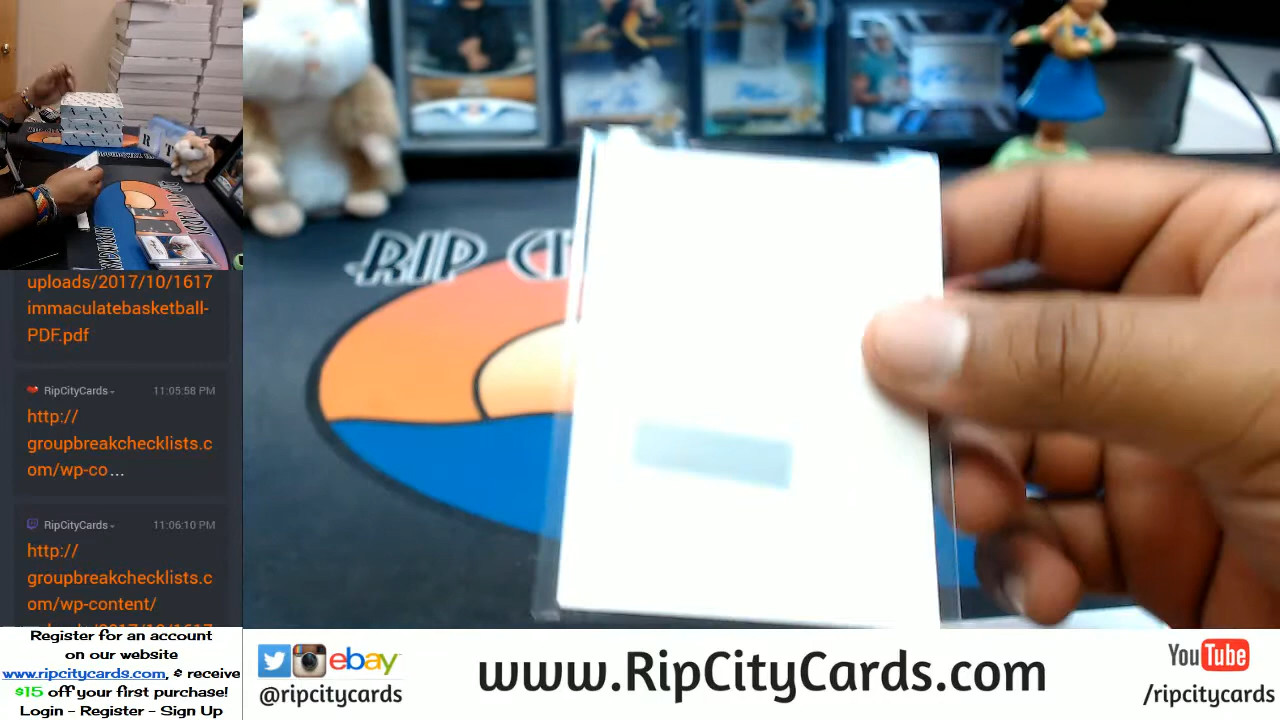 RIP CI
uploads/2017/10/1617
immaculatebasketball-
PDF.pdf
RipCityCards 11:05:58 PM
http://
groupbreakchecklists.c
om/wp-co...
RipCityCards 11:06:10 PM
http://
groupbreakchecklists.c
om/wp-content/
Register for an account
on our website
www.ripcitycards.com, & receive
$15 off your first purchase!
Login - Register - Sign Up
ebay
@ripcitycards
www.RipCityCards.com
YouTube
/ripcitycards